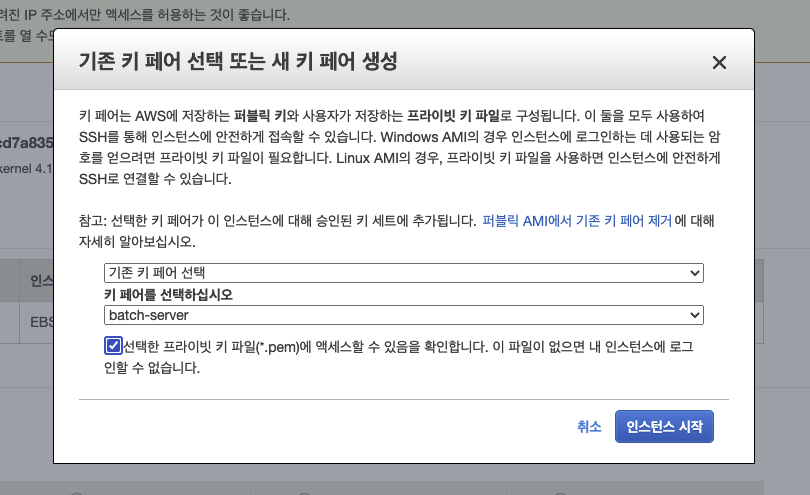 려진 IP 주소에서만 액세스를 허용하는 것이 좋습니다.
트를 열 수도
기존 키 페어 선택 또는 새 키 페어 생성
키 페어는 AWS에 저장하는 퍼블릭 키와 사용자가 저장하는 프라이빗 키 파일로 구성됩니다. 이 둘을 모두 사용하여
SSH를 통해 인스턴스에 안전하게 접속할 수 있습니다. Windows AMI의 경우 인스턴스에 로그인하는 데 사용되는 암
호를 얻으려면 프라이빗 키 파일이 필요합니다. Linux AMI의 경우, 프라이빗 키 파일을 사용하면 인스턴스에 안전하게
SSH로 연결할 수 있습니다.
cd7a835
kernel 4.1
참고: 선택한 키 페어가 이 인스턴스에 대해 승인된 키 세트에 추가됩니다. 퍼블릭 AMI에서 기존 키 페어 제거 에 대해
자세히 알아보십시오.
인스
EBS
기존 키 페어 선택
키 페어를 선택하십시오
batch-server
선택한 프라이빗 키 파일(*.pem)에 액세스할 수 있음을 확인합니다. 이 파일이 없으면 내 인스턴스에 로그
인할 수 없습니다.
취소 인스턴스 시작